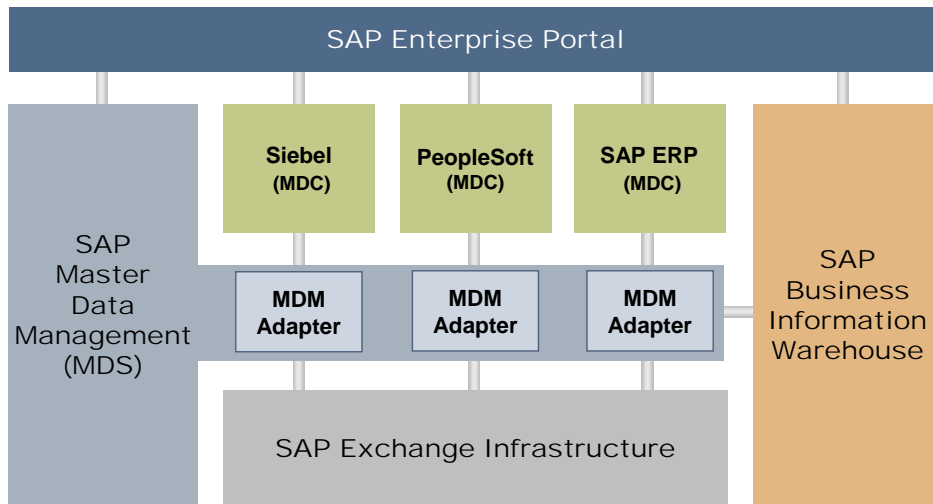 SAP Enterprise Portal
Siebel
(MDC)
PeopleSoft
(MDC)
SAP ERP
(MDC)
SAP
Master
Data
Management
(MDS)
MDM
Adapter
MDM
Adapter
MDM
Adapter
SAP
Business
Information
Warehouse
SAP Exchange Infrastructure